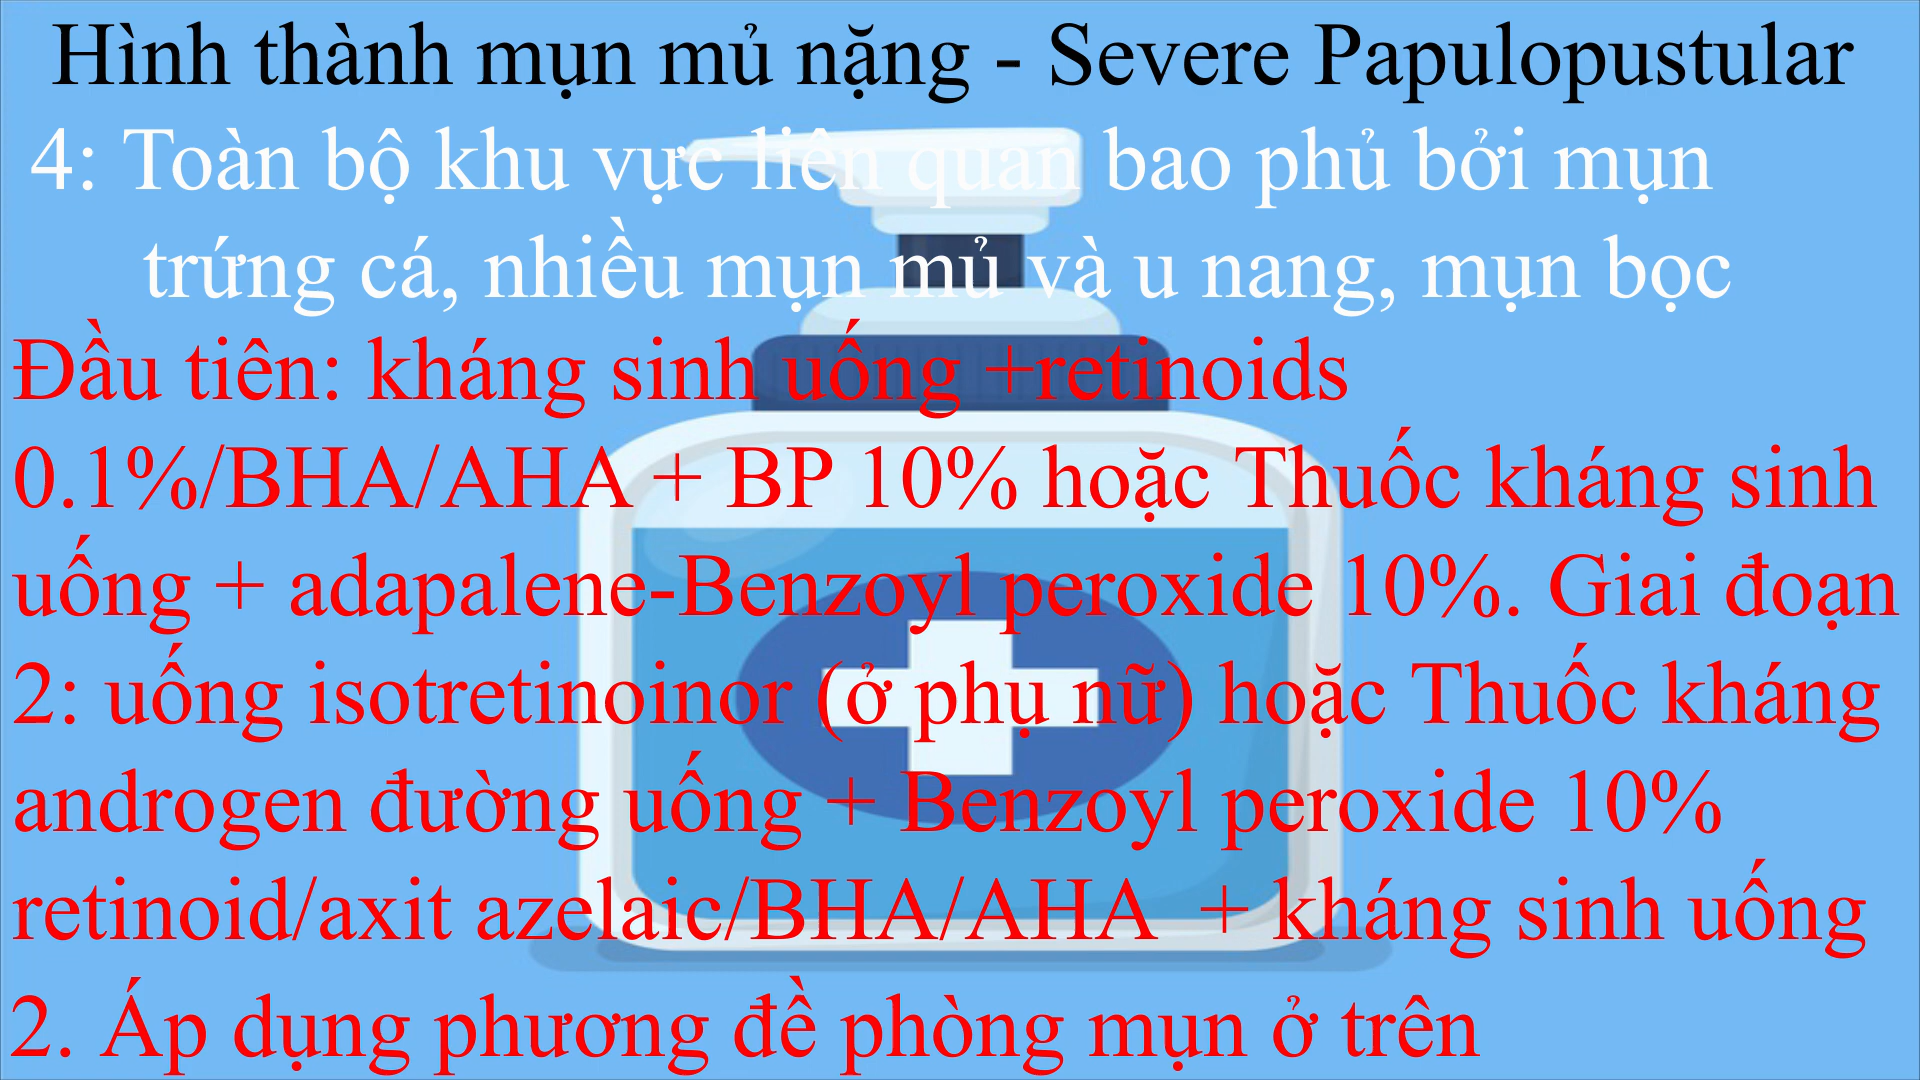 Hình thành mụn mủ nặng - Severe Papulopustular
4: Toàn bộ khu vực liên quan bao phủ bởi mụn
trứng cá, nhiều mụn mủ và u nang, mụn bọc
Đầu tiên: kháng sinh uống +retinoids
0.1%/BHA/AHA + BP 10% hoặc Thuốc kháng sinh
uống + adapalene-Benzoyl peroxide 10%. Giai đoạn
2: uống isotretinoinor (ở phụ nữ) hoặc Thuốc kháng
androgen đường uống + Benzoyl peroxide 10%
retinoid/axit azelaic/BHA/AHA + kháng sinh uống
2. Áp dụng phương đề phòng mụn ở trên